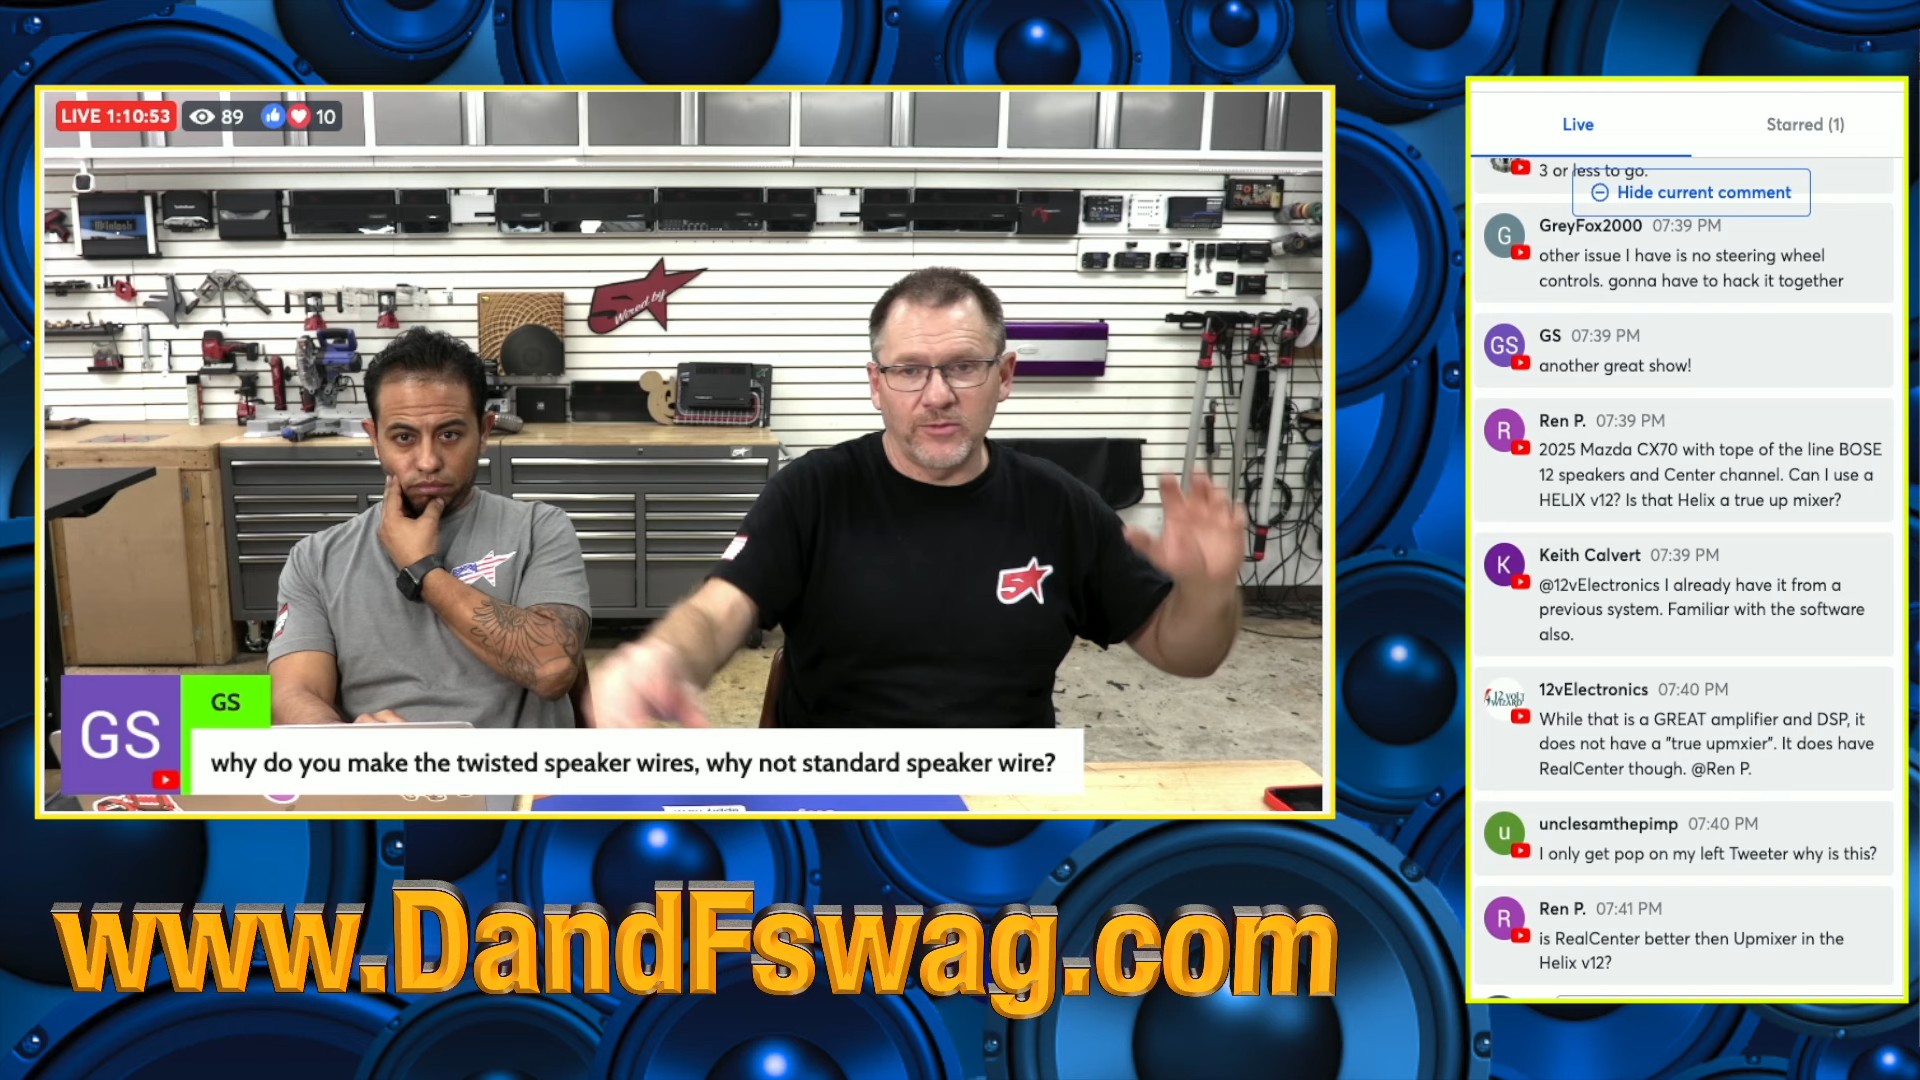 LIVE 1:10:53
89
10
Wired by
5
GS
GS
why do you make the twisted speaker wires, why not standard speaker wire?
www.DandFswag.com
Live
Starred (1)
3 or less to go.
Hide current comment
G
GreyFox2000 07:39 PM
other issue I have is no steering wheel
controls. gonna have to hack it together
GS
GS 07:39 PM
another great show!
R
Ren P. 07:39 PM
2025 Mazda CX70 with tope of the line BOSE
12 speakers and Center channel. Can I use a
HELIX v12? Is that Helix a true up mixer?
K
Keith Calvert 07:39 PM
@12vElectronics I already have it from a
previous system. Familiar with the software
also.
12vElectronics 07:40 PM
While that is a GREAT amplifier and DSP, it
does not have a "true upmxier". It does have
RealCenter though. @Ren P.
u
unclesamthepimp 07:40 PM
I only get pop on my left Tweeter why is this?
R
Ren P. 07:41 PM
is RealCenter better then Upmixer in the
Helix v12?